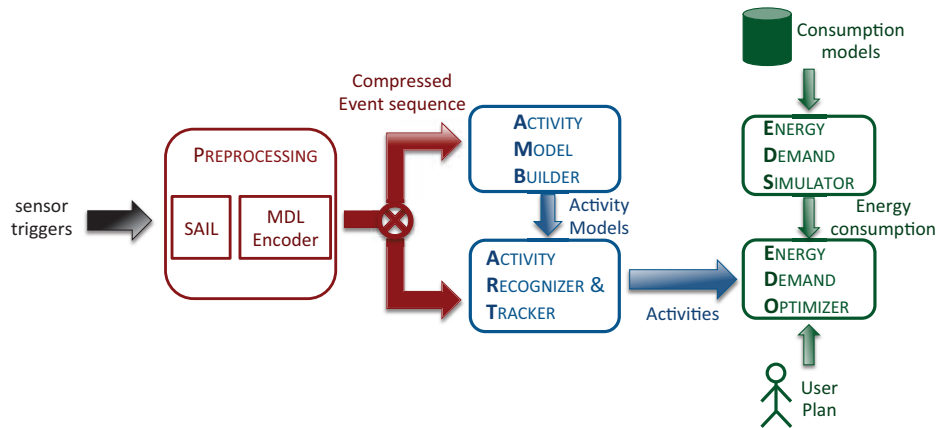 sensor
triggers
PREPROCESSING
SAIL
MDL
Encoder
Compressed
Event sequence
ACTIVITY
MODEL
BUILDER
Activity
Models
ACTIVITY
RECOGNIZER &
TRACKER
Activities
Consumption
models
ENERGY
DEMAND
SIMULATOR
Energy
consumption
ENERGY
DEMAND
OPTIMIZER
User
Plan